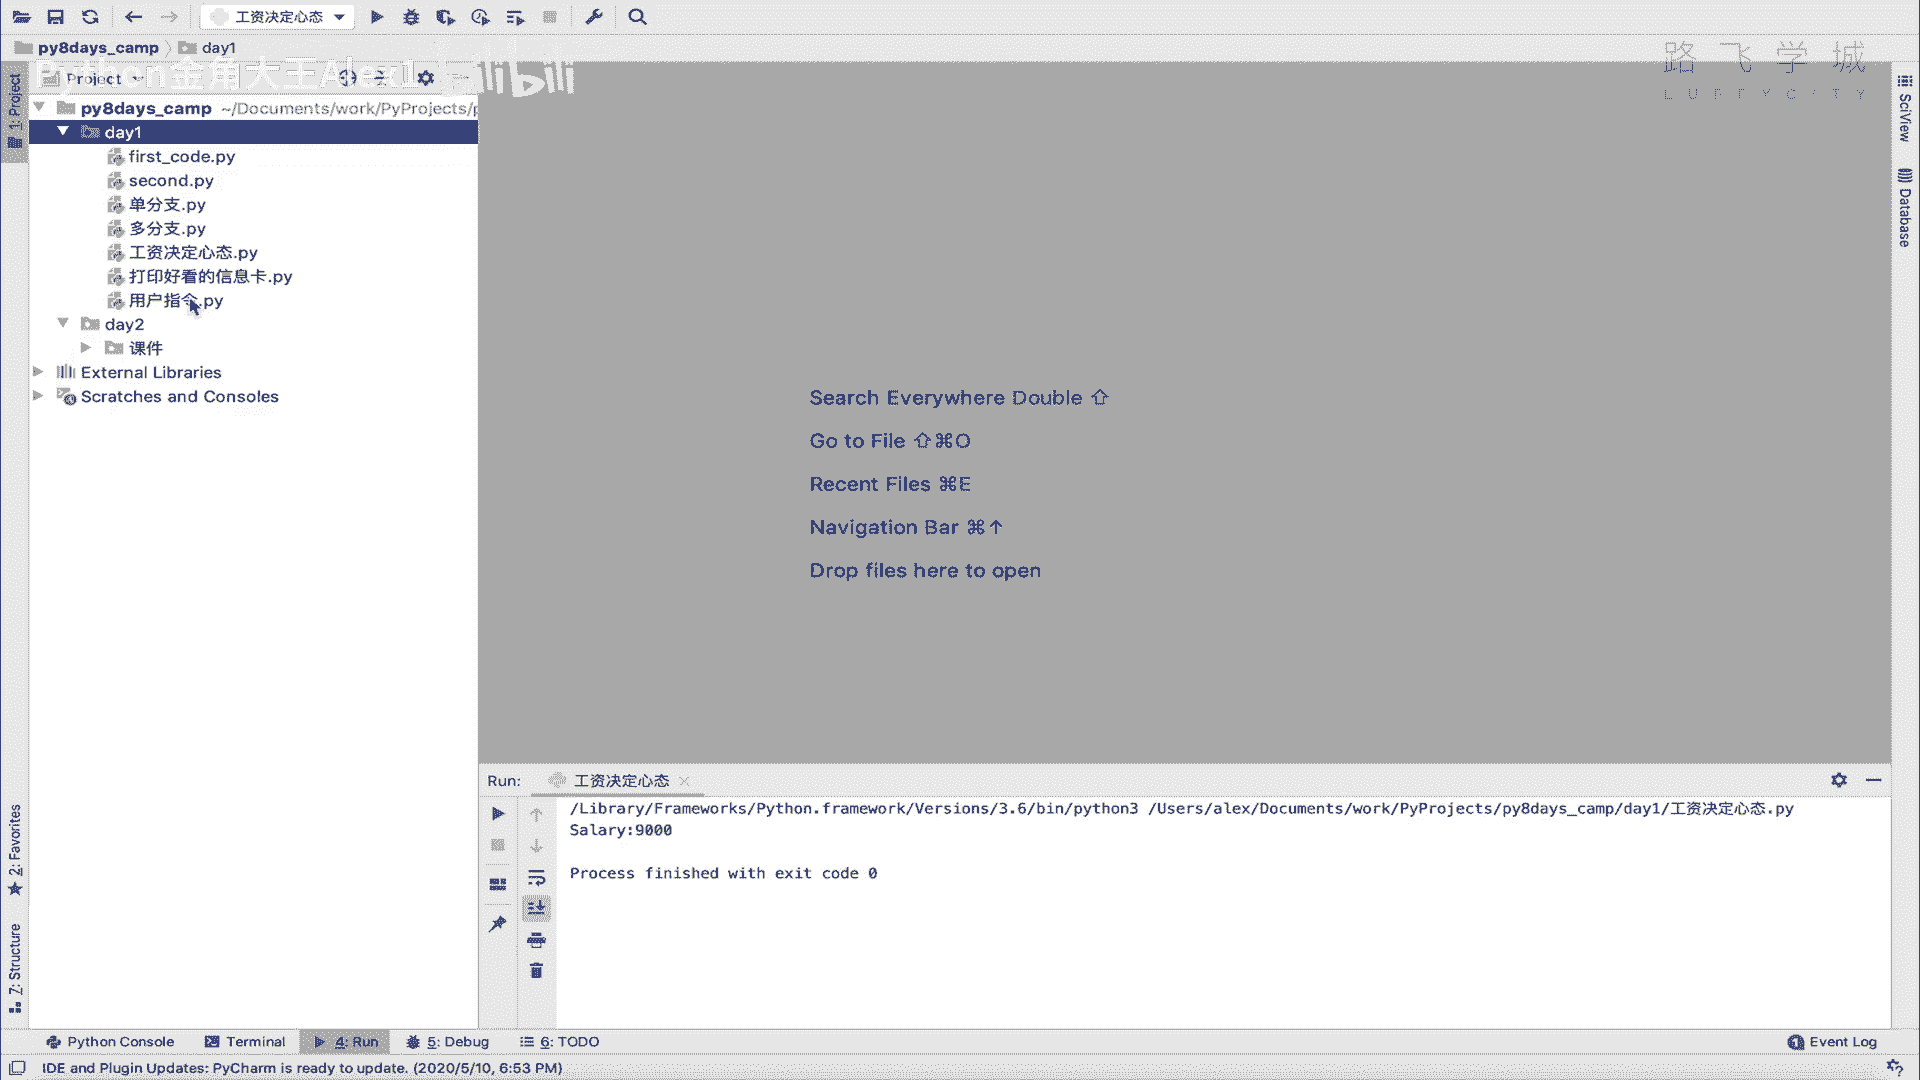 工资决定心态
py8days_camp
day1
路飞学城
LUFFYCITY
Python金角大王Alex1
bilibili
Project
1: Project
py8days_camp ~/Documents/work/PyProjects/p
day1
first_code.py
second.py
单分支.py
多分支.py
工资决定心态.py
打印好看的信息卡.py
用户指令.py
day2
课件
External Libraries
Scratches and Consoles
SciView
Database
Search Everywhere Double ⇧
Go to File ⇧⌘O
Recent Files ⌘E
Navigation Bar ⌘↑
Drop files here to open
Run:
工资决定心态
/Library/Frameworks/Python.framework/Versions/3.6/bin/python3 /Users/alex/Documents/work/PyProjects/py8days_camp/day1/工资决定心态.py
Salary:9000
Process finished with exit code 0
2: Favorites
7: Structure
Python Console
Terminal
4: Run
5: Debug
6: TODO
Event Log
IDE and Plugin Updates: PyCharm is ready to update. (2020/5/10, 6:53 PM)